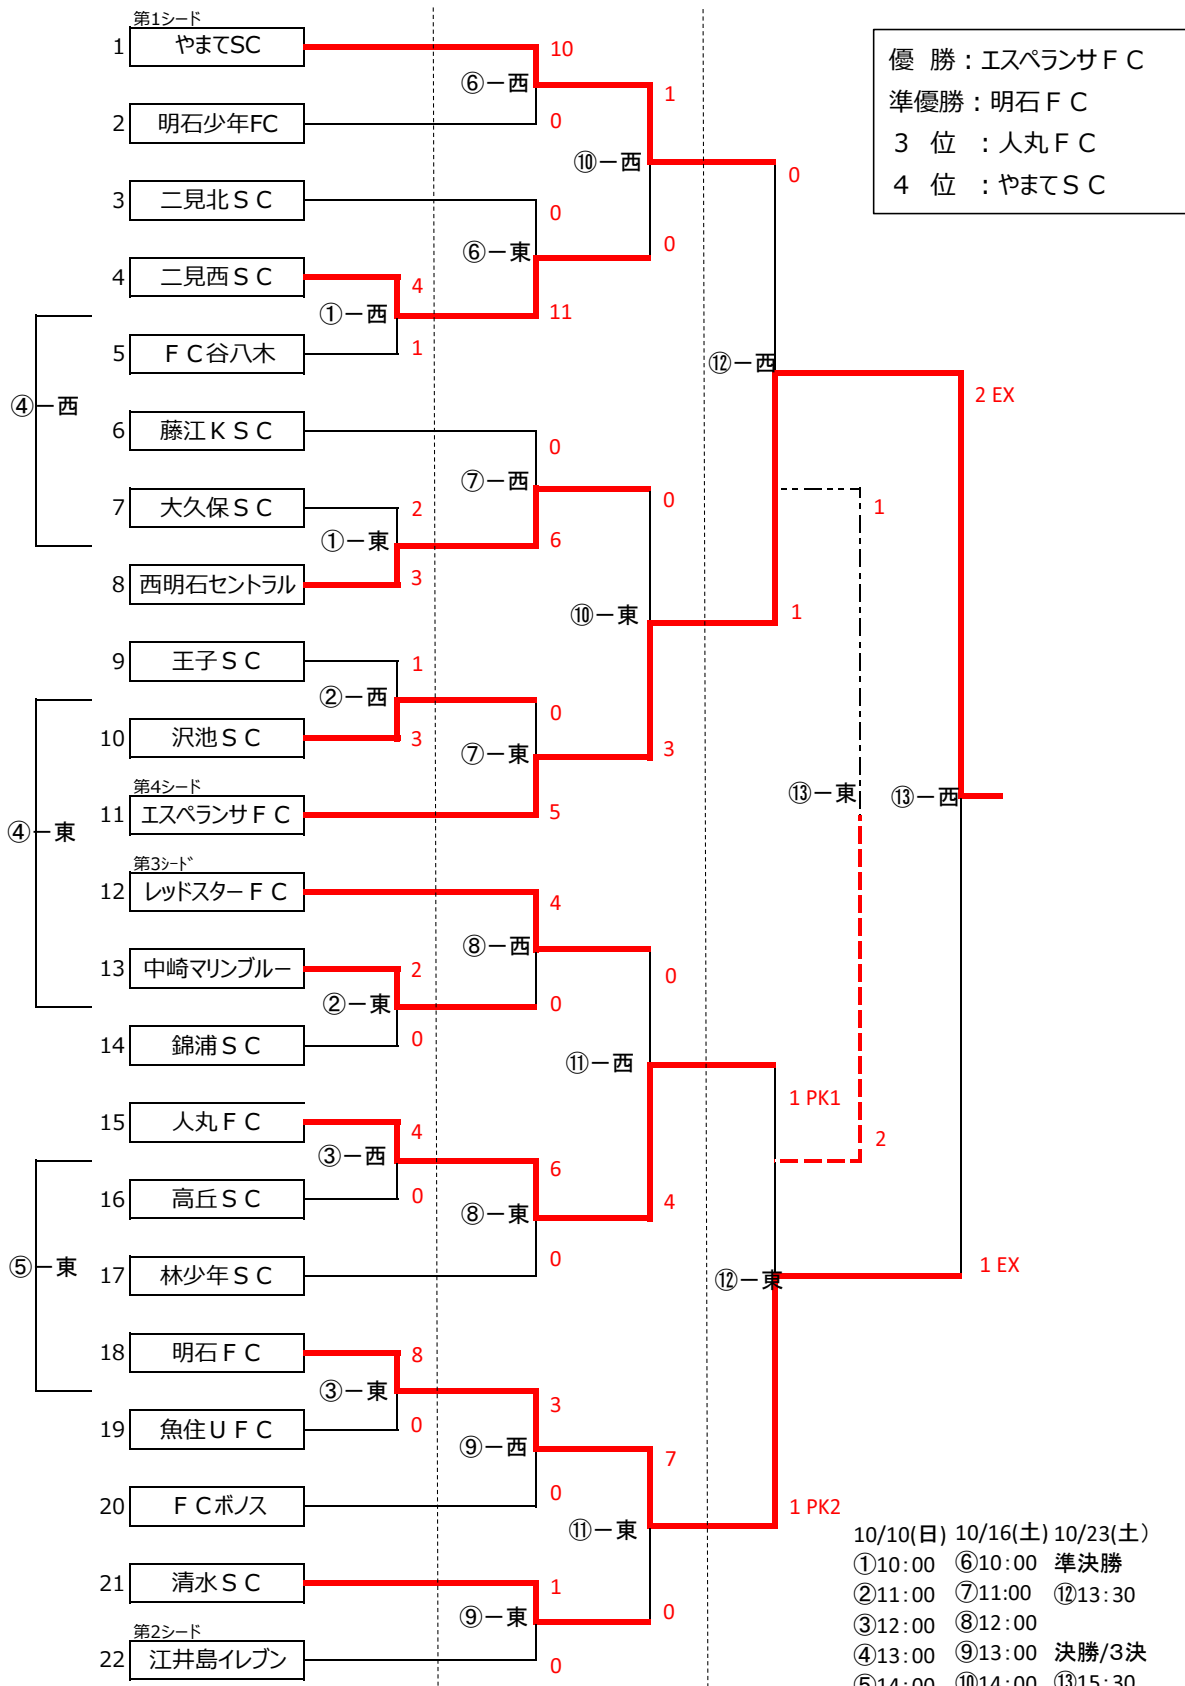 第1シード
1 やまてSC
2 明石少年FC
3 二見北ＳＣ
4 二見西ＳＣ
5 ＦＣ谷八木
6 藤江ＫＳＣ
7 大久保ＳＣ
8 西明石セントラル
9 王子ＳＣ
10 沢池ＳＣ
第4シード
11 エスペランサＦＣ
第3シード
12 レッドスターＦＣ
13 中崎マリンブルー
14 錦浦ＳＣ
15 人丸ＦＣ
16 高丘ＳＣ
17 林少年ＳＣ
18 明石ＦＣ
19 魚住ＵＦＣ
20 ＦＣボノス
21 清水ＳＣ
第2シード
22 江井島イレブン
④ー西
④ー東
⑤ー東
4
①ー西
1
2
①ー東
3
1
②ー西
3
2
②ー東
0
4
③ー西
0
8
③ー東
0
10
⑥ー西
0
0
⑥ー東
11
0
⑦ー西
6
0
⑦ー東
5
4
⑧ー西
0
6
⑧ー東
0
3
⑨ー西
0
1
⑨ー東
0
1
⑩ー西
0
0
⑩ー東
3
0
⑪ー西
4
7
⑪ー東
0
0
⑫ー西
1
1 PK1
⑫ー東
1 PK2
1
⑬ー東
2
2 EX
⑬ー西
1 EX
優 勝：エスペランサＦＣ
準優勝：明石ＦＣ
３ 位 ：人丸ＦＣ
４ 位 ：やまてＳＣ
10/10(日) 10/16(土) 10/23(土)
①10：00 ⑥10：00 準決勝
②11：00 ⑦11:00 ⑫13：30
③12：00 ⑧12：00
④13：00 ⑨13：00 決勝/3決
⑤14：00 ⑩14：00 ⑬15：30